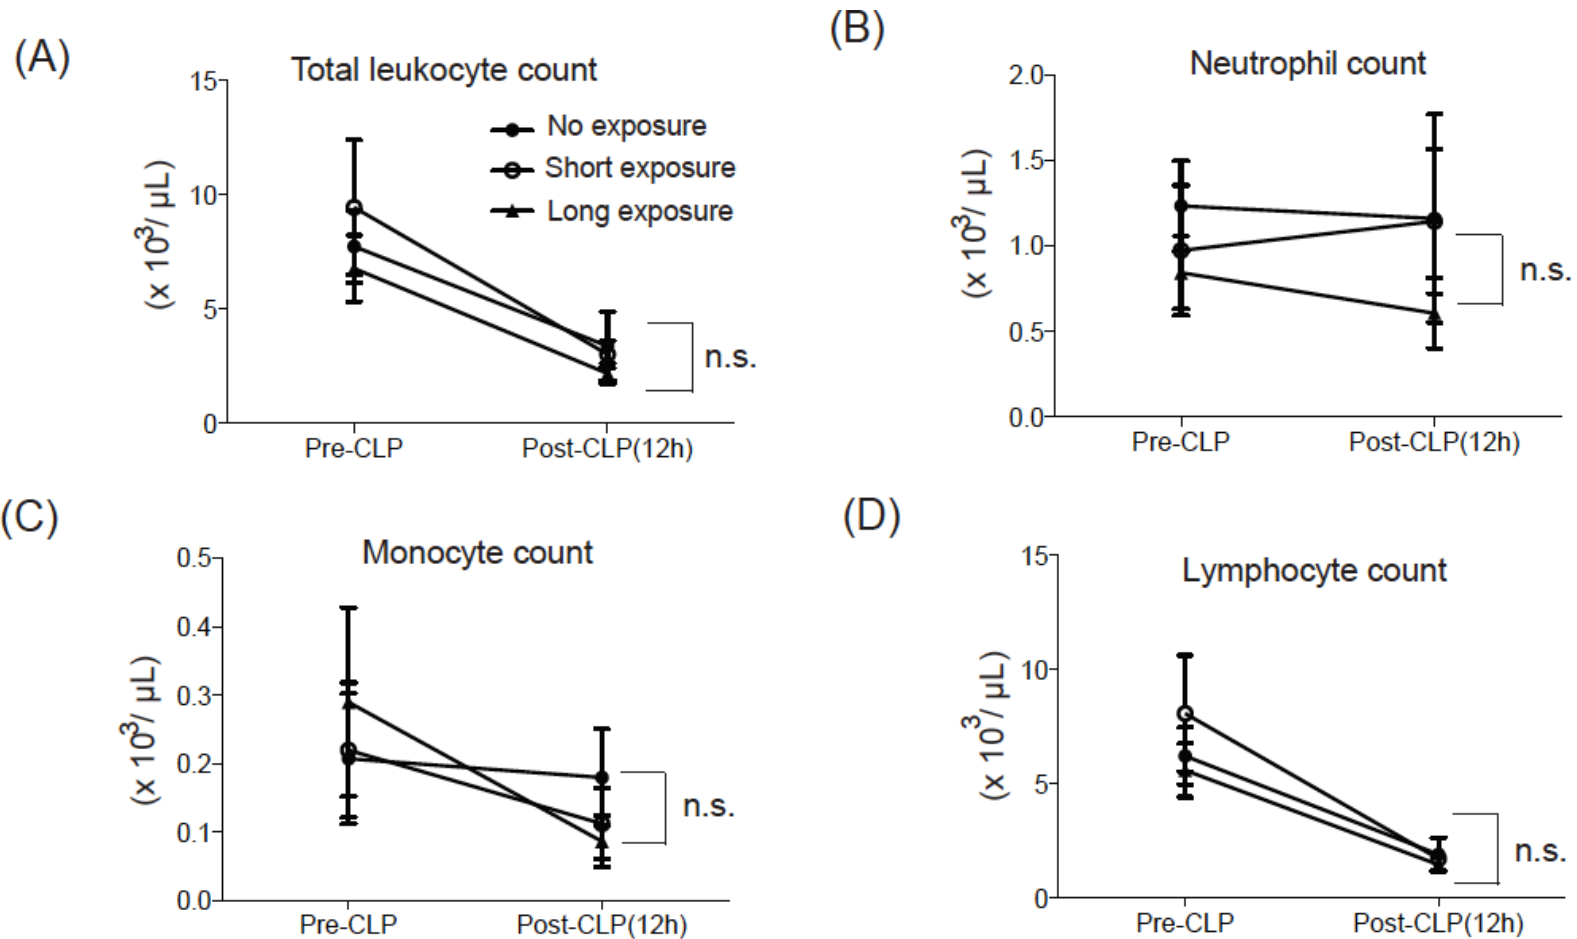 (A)
Total leukocyte count
(x 10³/ µL)
15
10
5
0
No exposure
Short exposure
Long exposure
n.s.
Pre-CLP
Post-CLP(12h)
(B)
Neutrophil count
(x 10³/ µL)
2.0
1.5
1.0
0.5
0.0
n.s.
Pre-CLP
Post-CLP(12h)
(C)
Monocyte count
(x 10³/ µL)
0.5
0.4
0.3
0.2
0.1
0.0
n.s.
Pre-CLP
Post-CLP(12h)
(D)
Lymphocyte count
(x 10³/ µL)
15
10
5
0
n.s.
Pre-CLP
Post-CLP(12h)